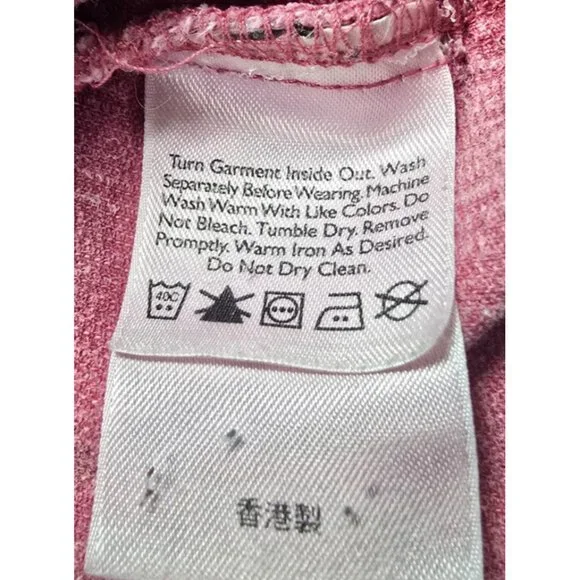 Turn Garment Inside Out. Wash
Separately Before Wearing. Machine
Wash Warm With Like Colors. Do
Not Bleach. Tumble Dry. Remove
Promptly. Warm Iron As Desired.
Do Not Dry Clean.
40C
香港製